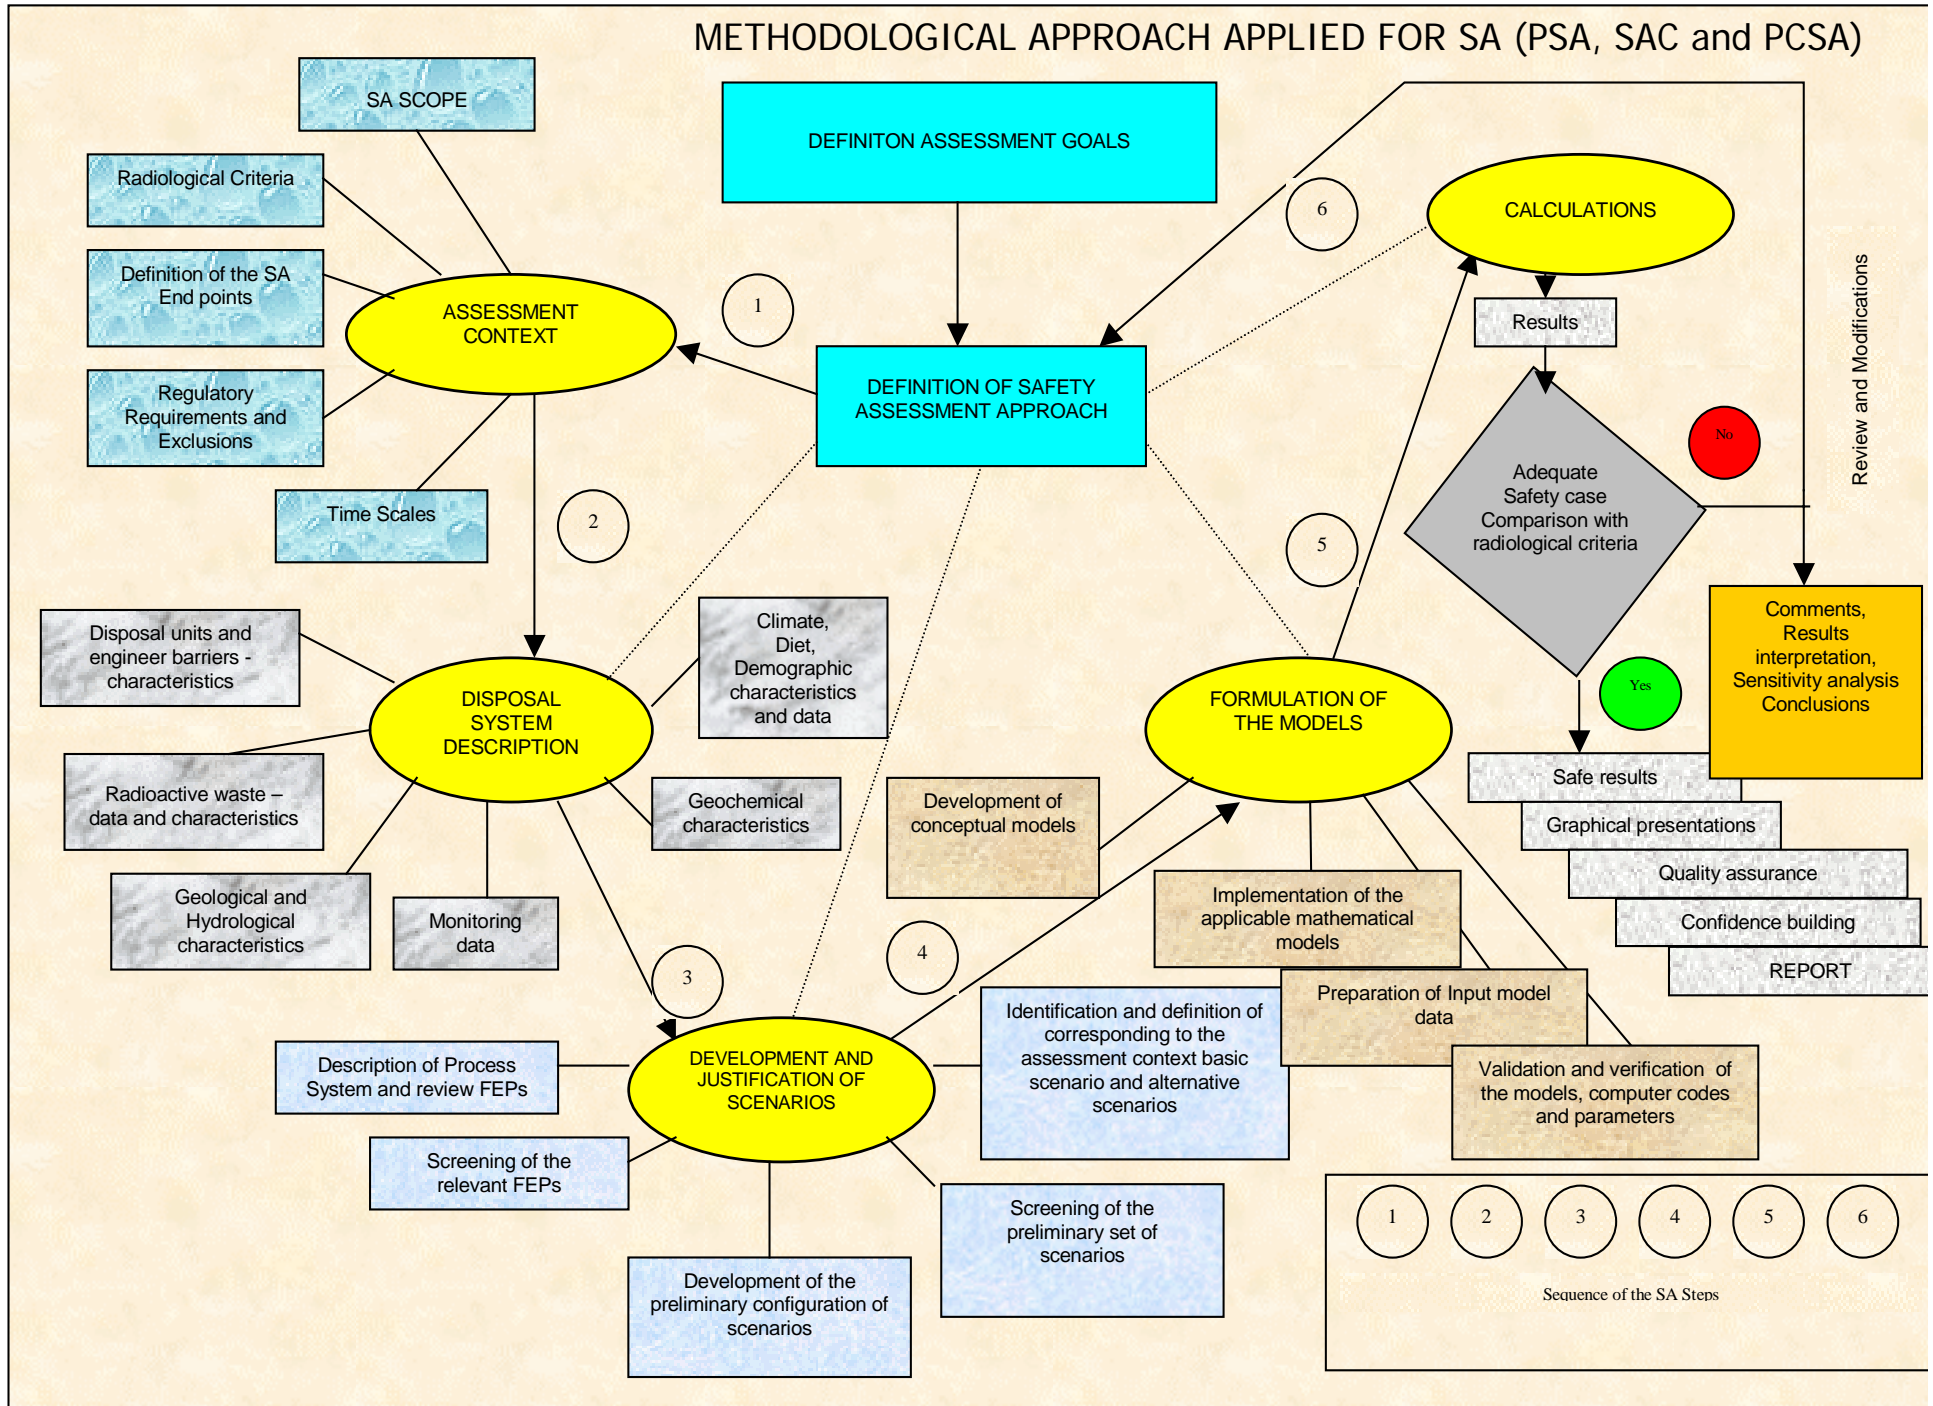 METHODOLOGICAL APPROACH APPLIED FOR SA (PSA, SAC and PCSA)
SA SCOPE
DEFINITON ASSESSMENT GOALS
Radiological Criteria
6
CALCULATIONS
Definition of the SA
End points
1
ASSESSMENT
CONTEXT
Results
Review and Modifications
Regulatory
Requirements and
Exclusions
DEFINITION OF SAFETY
ASSESSMENT APPROACH
No
Time Scales
2
5
Adequate
Safety case
Comparison with
radiological criteria
Disposal units and
engineer barriers -
characteristics
Climate,
Diet,
Demographic
characteristics
and data
Comments,
Results
interpretation,
Sensitivity analysis
Conclusions
Yes
DISPOSAL
SYSTEM
DESCRIPTION
FORMULATION OF
THE MODELS
Radioactive waste –
data and characteristics
Geochemical
characteristics
Development of
conceptual models
Safe results
Graphical presentations
Quality assurance
Confidence building
REPORT
Geological and
Hydrological
characteristics
Monitoring
data
Implementation of the
applicable mathematical
models
3
4
Preparation of Input model
data
Identification and definition of
corresponding to the
assessment context basic
scenario and alternative
scenarios
Description of Process
System and review FEPs
DEVELOPMENT AND
JUSTIFICATION OF
SCENARIOS
Validation and verification of
the models, computer codes
and parameters
Screening of the
relevant FEPs
Screening of the
preliminary set of
scenarios
Development of the
preliminary configuration of
scenarios
1 2 3 4 5 6
Sequence of the SA Steps